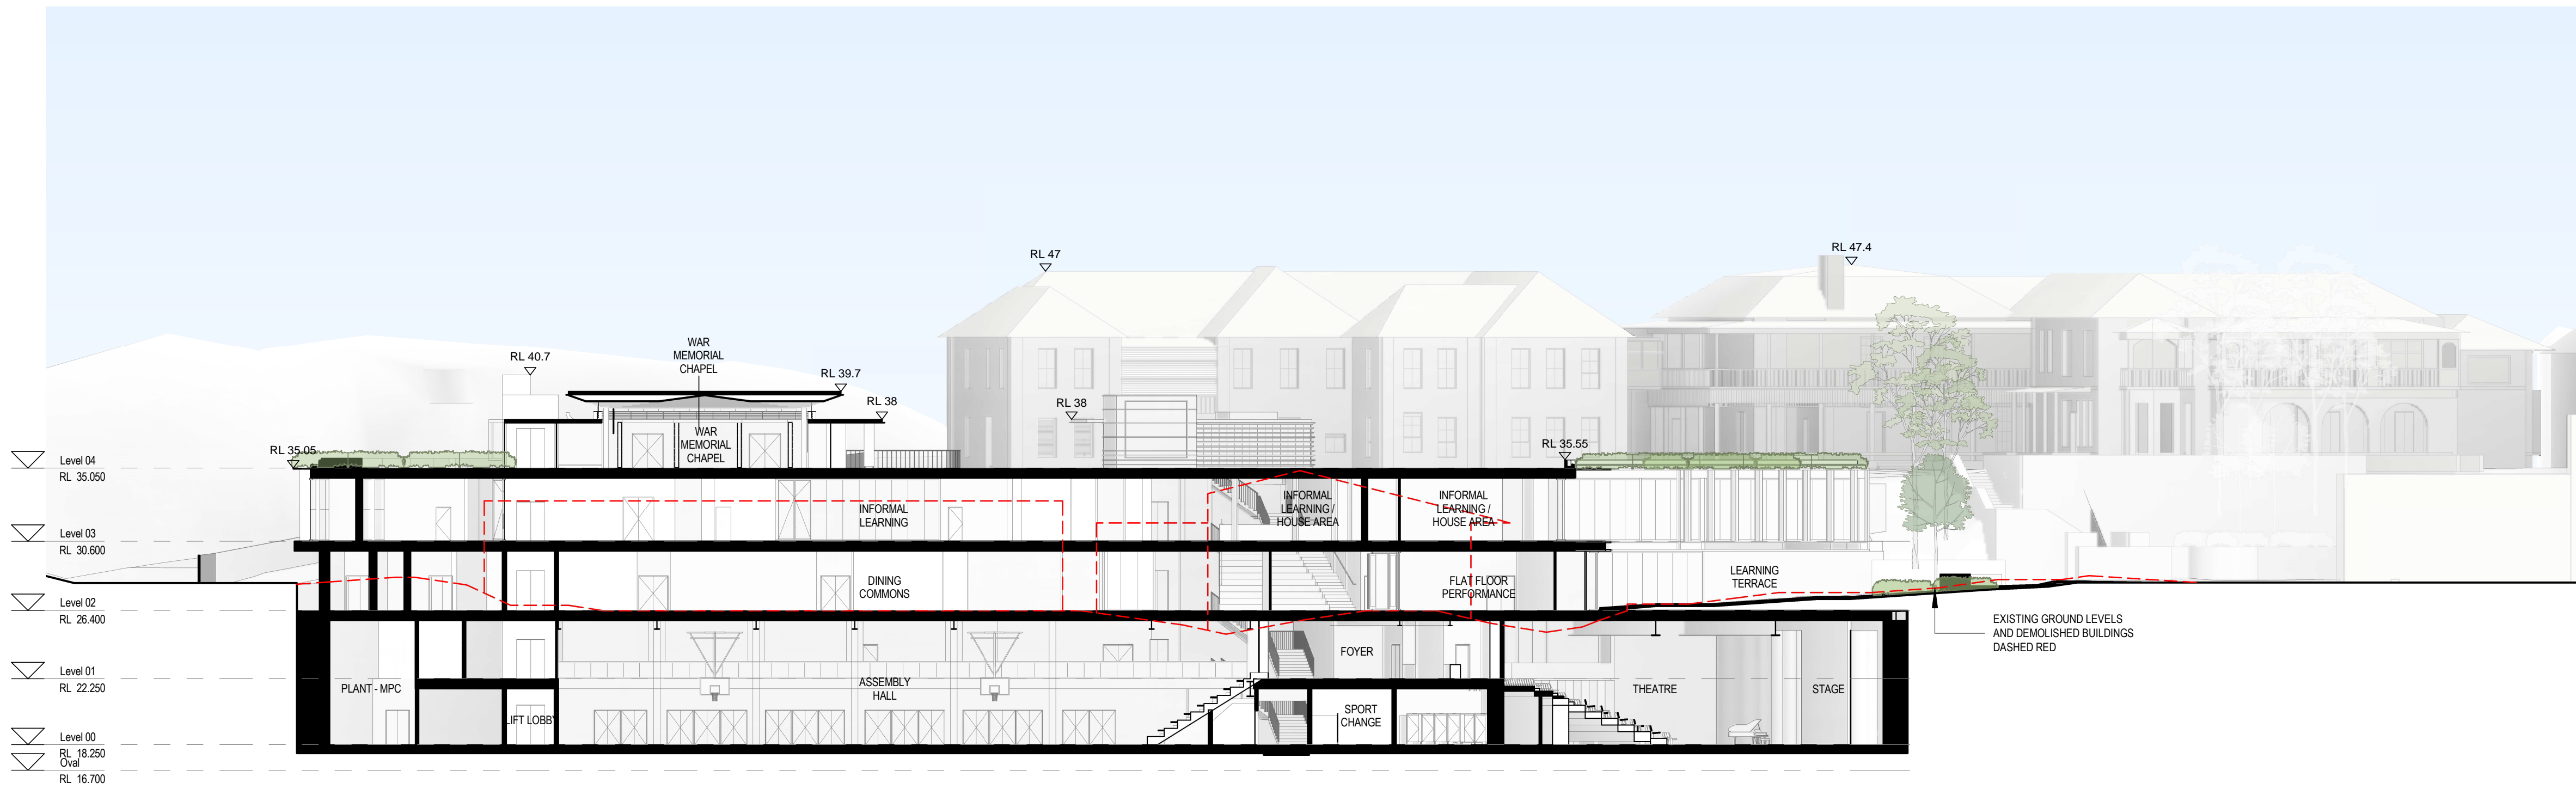 RL 47
RL 47.4
WAR
MEMORIAL
CHAPEL
RL 40.7
RL 39.7
RL 38
RL 38
WAR
MEMORIAL
CHAPEL
RL 35.05
RL 35.55
Level 04
RL 35.050
INFORMAL
LEARNING
INFORMAL
LEARNING /
HOUSE AREA
INFORMAL
LEARNING /
HOUSE AREA
Level 03
RL 30.600
DINING
COMMONS
FLAT FLOOR
PERFORMANCE
LEARNING
TERRACE
Level 02
RL 26.400
EXISTING GROUND LEVELS
AND DEMOLISHED BUILDINGS
DASHED RED
FOYER
Level 01
RL 22.250
PLANT - MPC
ASSEMBLY
HALL
THEATRE
STAGE
LIFT LOBBY
SPORT
CHANGE
Level 00
RL 18.250
Oval
RL 16.700